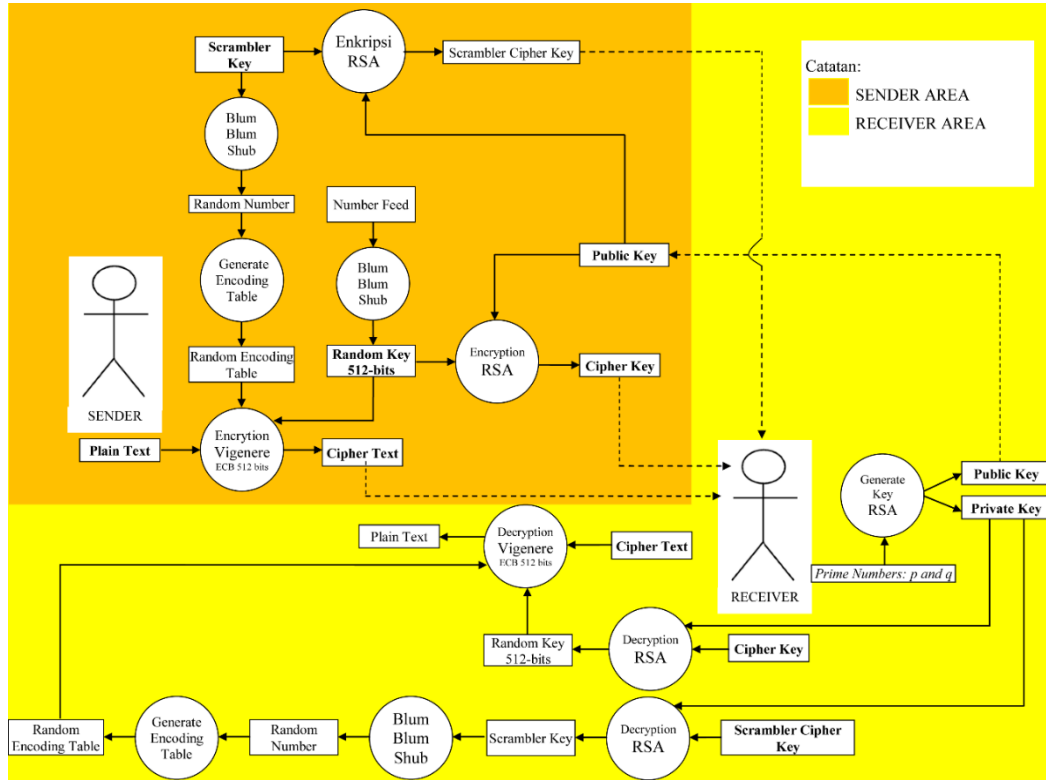 Scrambler
Key
Enkripsi
RSA
Scrambler Cipher Key
Catatan:
SENDER AREA
RECEIVER AREA
Blum
Blum
Shub
Random Number
Number Feed
Generate
Encoding
Table
Blum
Blum
Shub
Public Key
Random Encoding
Table
Random Key
512-bits
Encryption
RSA
Cipher Key
SENDER
Plain Text
Encrytion
Vigenere
ECB 512 bits
Cipher Text
Generate
Key
RSA
Public Key
Private Key
Plain Text
Decryption
Vigenere
ECB 512 bits
Cipher Text
Prime Numbers: p and q
RECEIVER
Random Key
512-bits
Decryption
RSA
Cipher Key
Random
Encoding Table
Generate
Encoding
Table
Random
Number
Blum
Blum
Shub
Scrambler Key
Decryption
RSA
Scrambler Cipher
Key